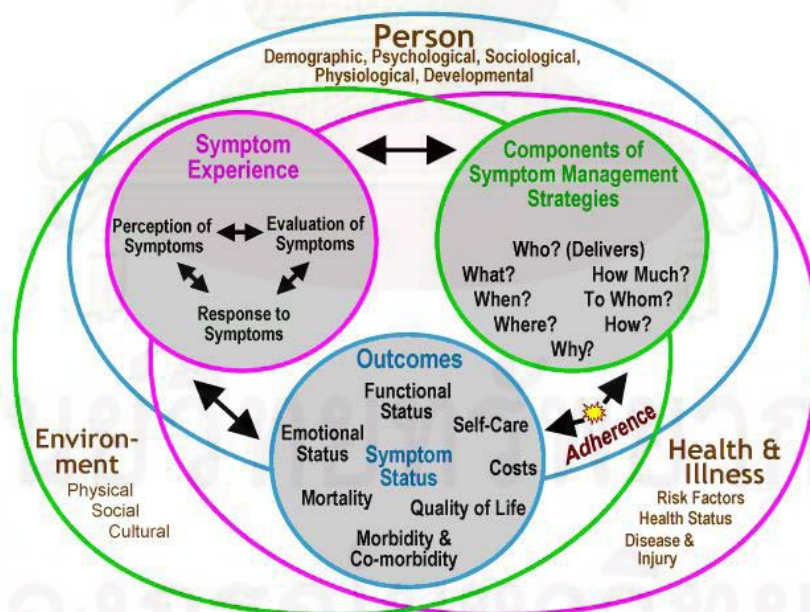 Person
Demographic, Psychological, Sociological,
Physiological, Developmental
Symptom
Experience
Perception of
Symptoms
Evaluation of
Symptoms
Response to
Symptoms
Components of
Symptom Management
Strategies
Who? (Delivers)
What?
How Much?
When?
To Whom?
Where?
How?
Why?
Outcomes
Functional
Status
Emotional
Status
Self-Care
Symptom
Status
Costs
Mortality
Quality of Life
Morbidity &
Co-morbidity
Adherence
Environ-
ment
Physical
Social
Cultural
Health &
Illness
Risk Factors
Health Status
Disease &
Injury